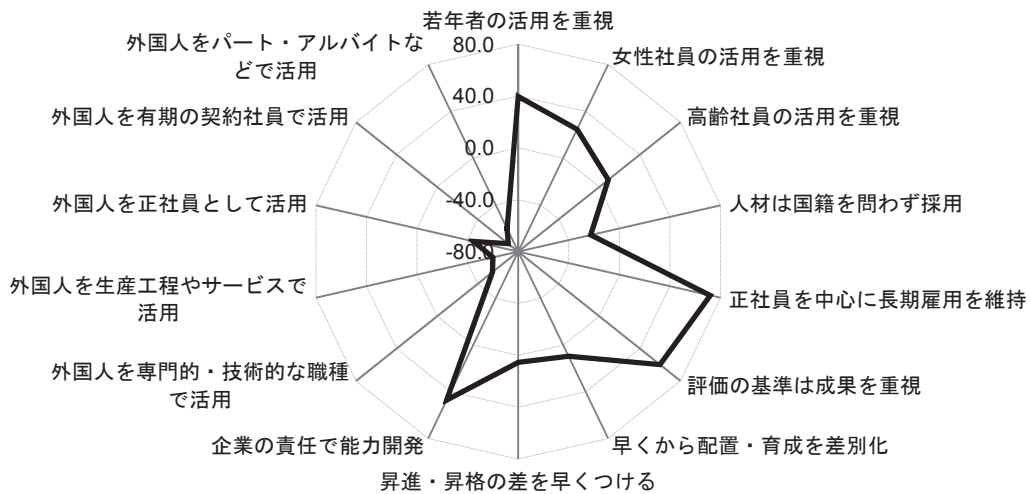 若年者の活用を重視
女性社員の活用を重視
高齢社員の活用を重視
人材は国籍を問わず採用
正社員を中心に長期雇用を維持
評価の基準は成果を重視
早くから配置・育成を差別化
昇進・昇格の差を早くつける
企業の責任で能力開発
外国人を専門的・技術的な職種
で活用
外国人を生産工程やサービスで
活用
外国人を正社員として活用
外国人を有期の契約社員で活用
外国人をパート・アルバイトな
どで活用
80.0
40.0
0.0
-40.0
-80.0